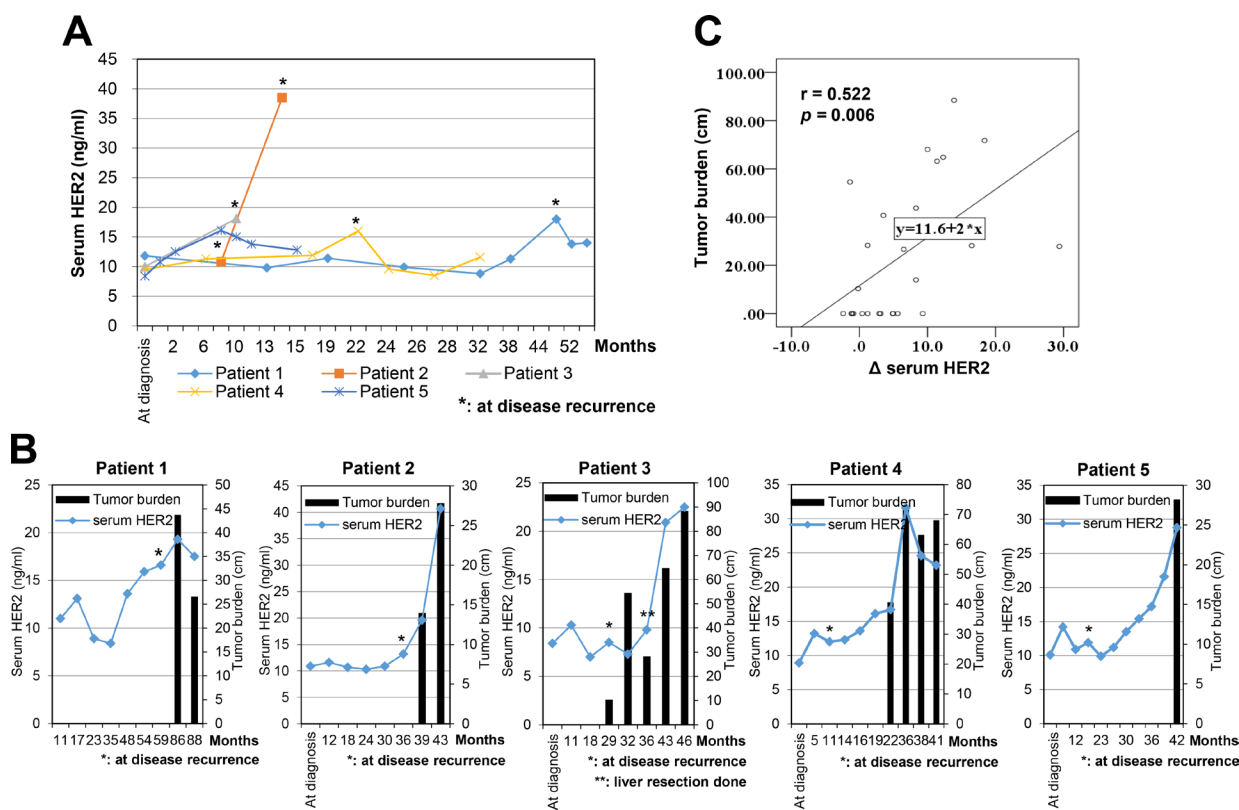 A
Serum HER2 (ng/ml)
45
40
35
30
25
20
15
10
5
0
*
*
*
*
*
At diagnosis
2 6 10 13 15 19 22 24 26 28 32 38 44 52 Months
Patient 1 Patient 2 Patient 3
Patient 4 Patient 5
*: at disease recurrence
C
Tumor burden (cm)
100.00
80.00
60.00
40.00
20.00
.00
r = 0.522
p = 0.006
y=11.6+2*x
-10.0 .0 10.0 20.0 30.0
Δ serum HER2
B
Patient 1
Serum HER2 (ng/ml)
25
20
15
10
5
0
Tumor burden
serum HER2
*
50
45
40
35
30
25
20
15
10
5
0
Tumor burden (cm)
11 17 23 35 48 54 59 86 88 Months
*: at disease recurrence
Patient 2
Serum HER2 (ng/ml)
45
40
35
30
25
20
15
10
5
0
Tumor burden
serum HER2
*
30
25
20
15
10
5
0
Tumor burden (cm)
At diagnosis
12 18 24 30 36 39 43 Months
*: at disease recurrence
Patient 3
Serum HER2 (ng/ml)
25
20
15
10
5
0
Tumor burden
serum HER2
*
**
100
90
80
70
60
50
40
30
20
10
0
Tumor burden (cm)
At diagnosis
11 18 29 32 36 43 46 Months
*: at disease recurrence
**: liver resection done
Patient 4
Serum HER2 (ng/ml)
35
30
25
20
15
10
5
0
Tumor burden
serum HER2
*
80
70
60
50
40
30
20
10
0
Tumor burden (cm)
At diagnosis
5 11 14 16 19 22 36 38 41 Months
*: at disease recurrence
Patient 5
Serum HER2 (ng/ml)
35
30
25
20
15
10
5
0
Tumor burden
serum HER2
*
30
25
20
15
10
5
0
Tumor burden (cm)
At diagnosis
12 23 30 36 42 Months
*: at disease recurrence